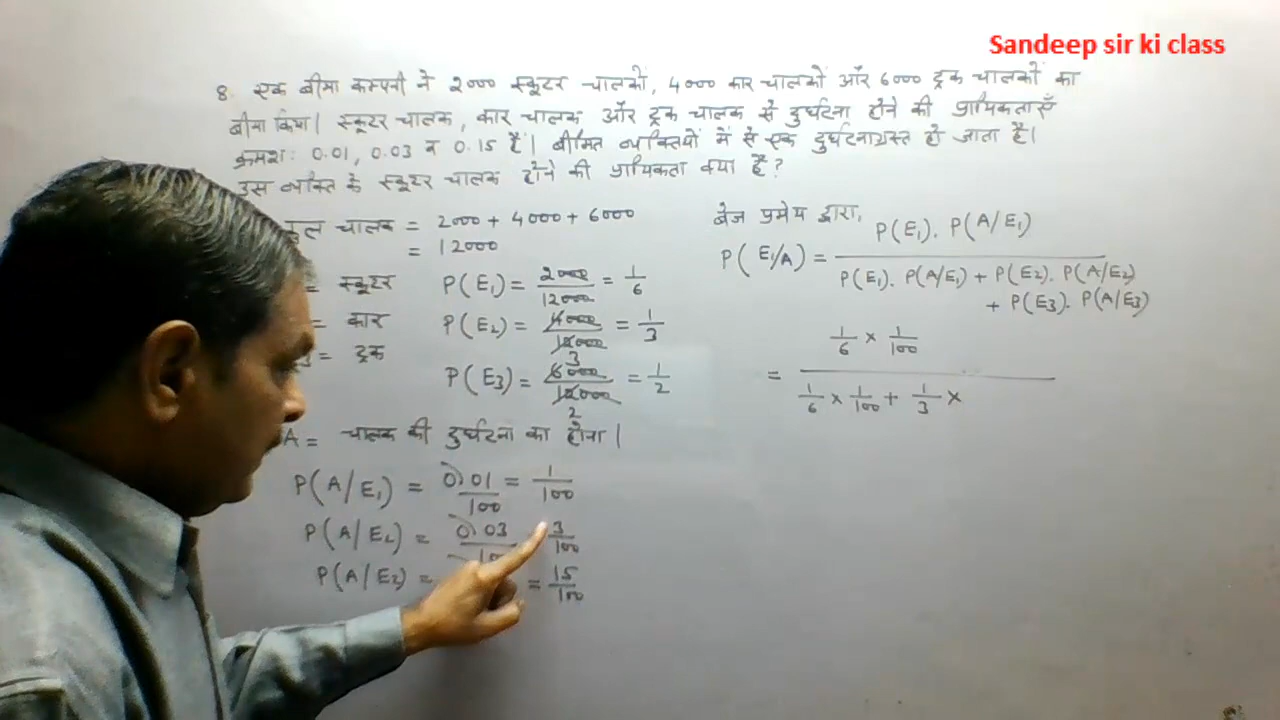 Sandeep sir ki class
8. एक बीमा कम्पनी ने 2000 स्कूटर चालकों, 4000 कार चालकों और 6000 ट्रक चालकों का
बीमा किया। स्कूटर चालक, कार चालक और ट्रक चालक से दुर्घटना होने की प्रायिकताएँ
क्रमशः 0.01, 0.03 व 0.15 हैं। बीमित व्यक्तियों में से एक दुर्घटनाग्रस्त हो जाता है।
उस व्यक्ति के स्कूटर चालक होने की प्रायिकता क्या है?
कुल चालक = 2000 + 4000 + 6000
= 12000
= स्कूटर P(E1) = 2000/12000 = 1/6
= कार P(E2) = 4000/12000 = 1/3
3
= ट्रक P(E3) = 6000/12000 = 1/2
2
A = चालक की दुर्घटना का होना।
P(A/E1) = 0.01/100 = 1/100
P(A/E2) = 0.03 3/100
P(A/E2) = = 15/100
बेज प्रमेय द्वारा,
P(E1/A) = P(E1). P(A/E1)
P(E1). P(A/E1) + P(E2). P(A/E2)
+ P(E3). P(A/E3)
1/6 × 1/100
=
1/6 × 1/100 + 1/3 ×